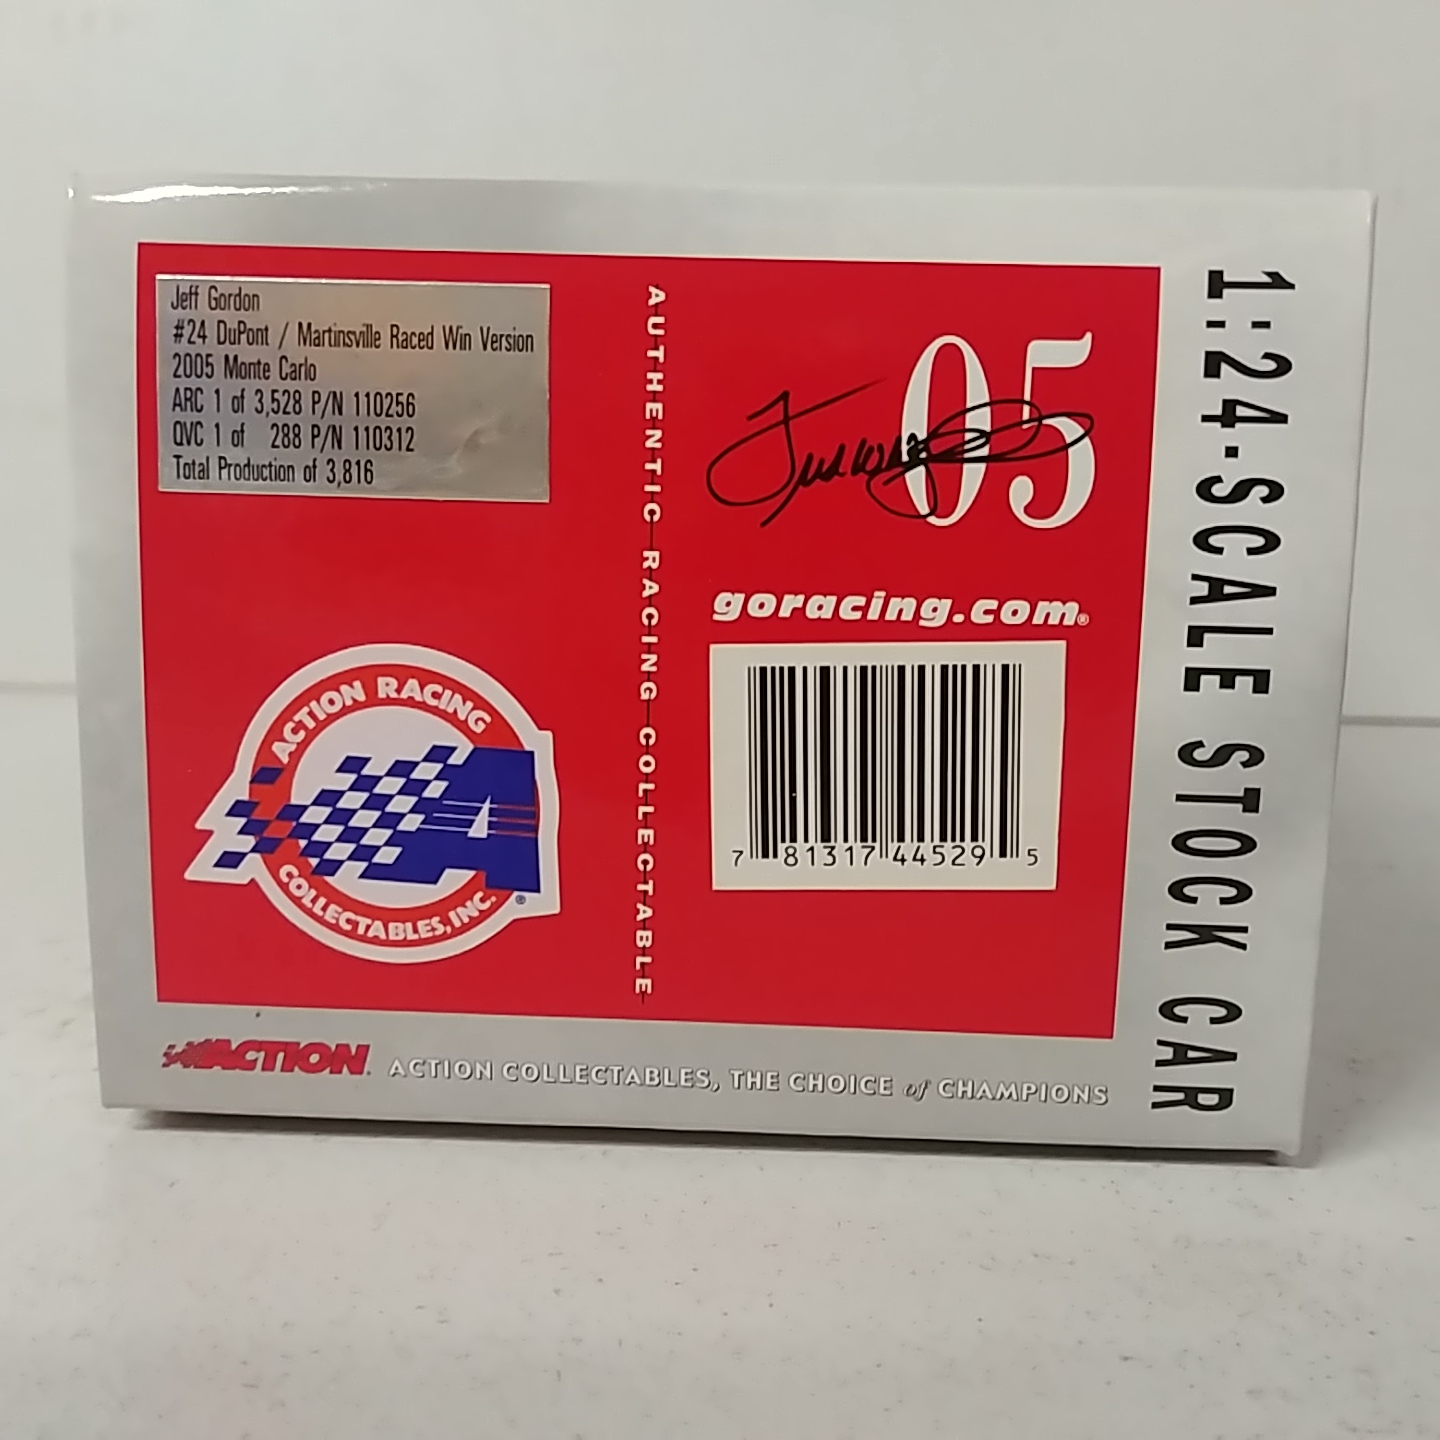 Jeff Gordon
#24 DuPont / Martinsville Raced Win Version
2005 Monte Carlo
ARC 1 of 3,528 P/N 110256
QVC 1 of 288 P/N 110312
Total Production of 3,816
ACTION RACING
COLLECTABLES, INC.®
AUTHENTIC RACING COLLECTABLE
05
goracing.com®
7 81317 44529 5
1:24-SCALE STOCK CAR
ACTION. ACTION COLLECTABLES, THE CHOICE of CHAMPIONS